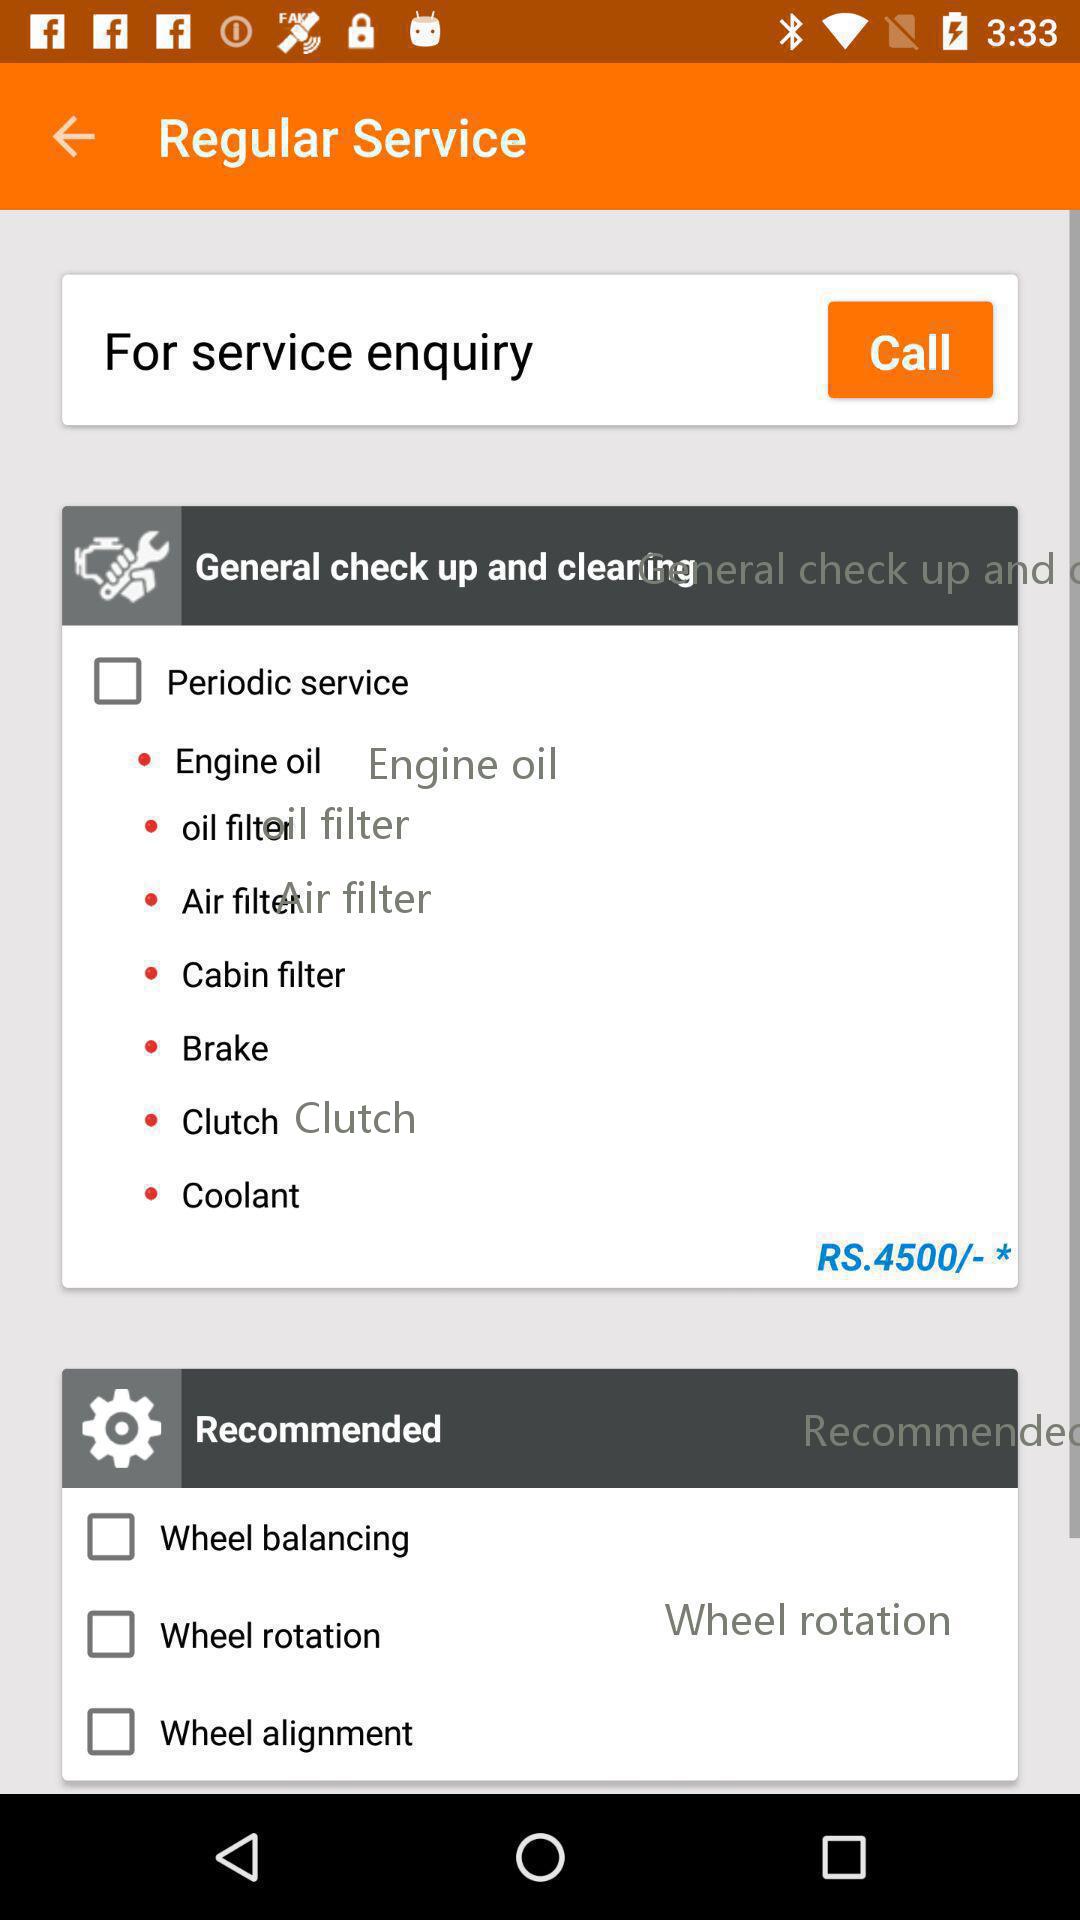 FAKE
3:33
Regular Service
For service enquiry
Call
General check up and cleaning
General check up and c
Periodic service
Engine oil Engine oil
oil filter oil filter
Air filter Air filter
Cabin filter
Brake
Clutch Clutch
Coolant
RS.4500/- *
Recommended Recommended
Wheel balancing
Wheel rotation Wheel rotation
Wheel alignment